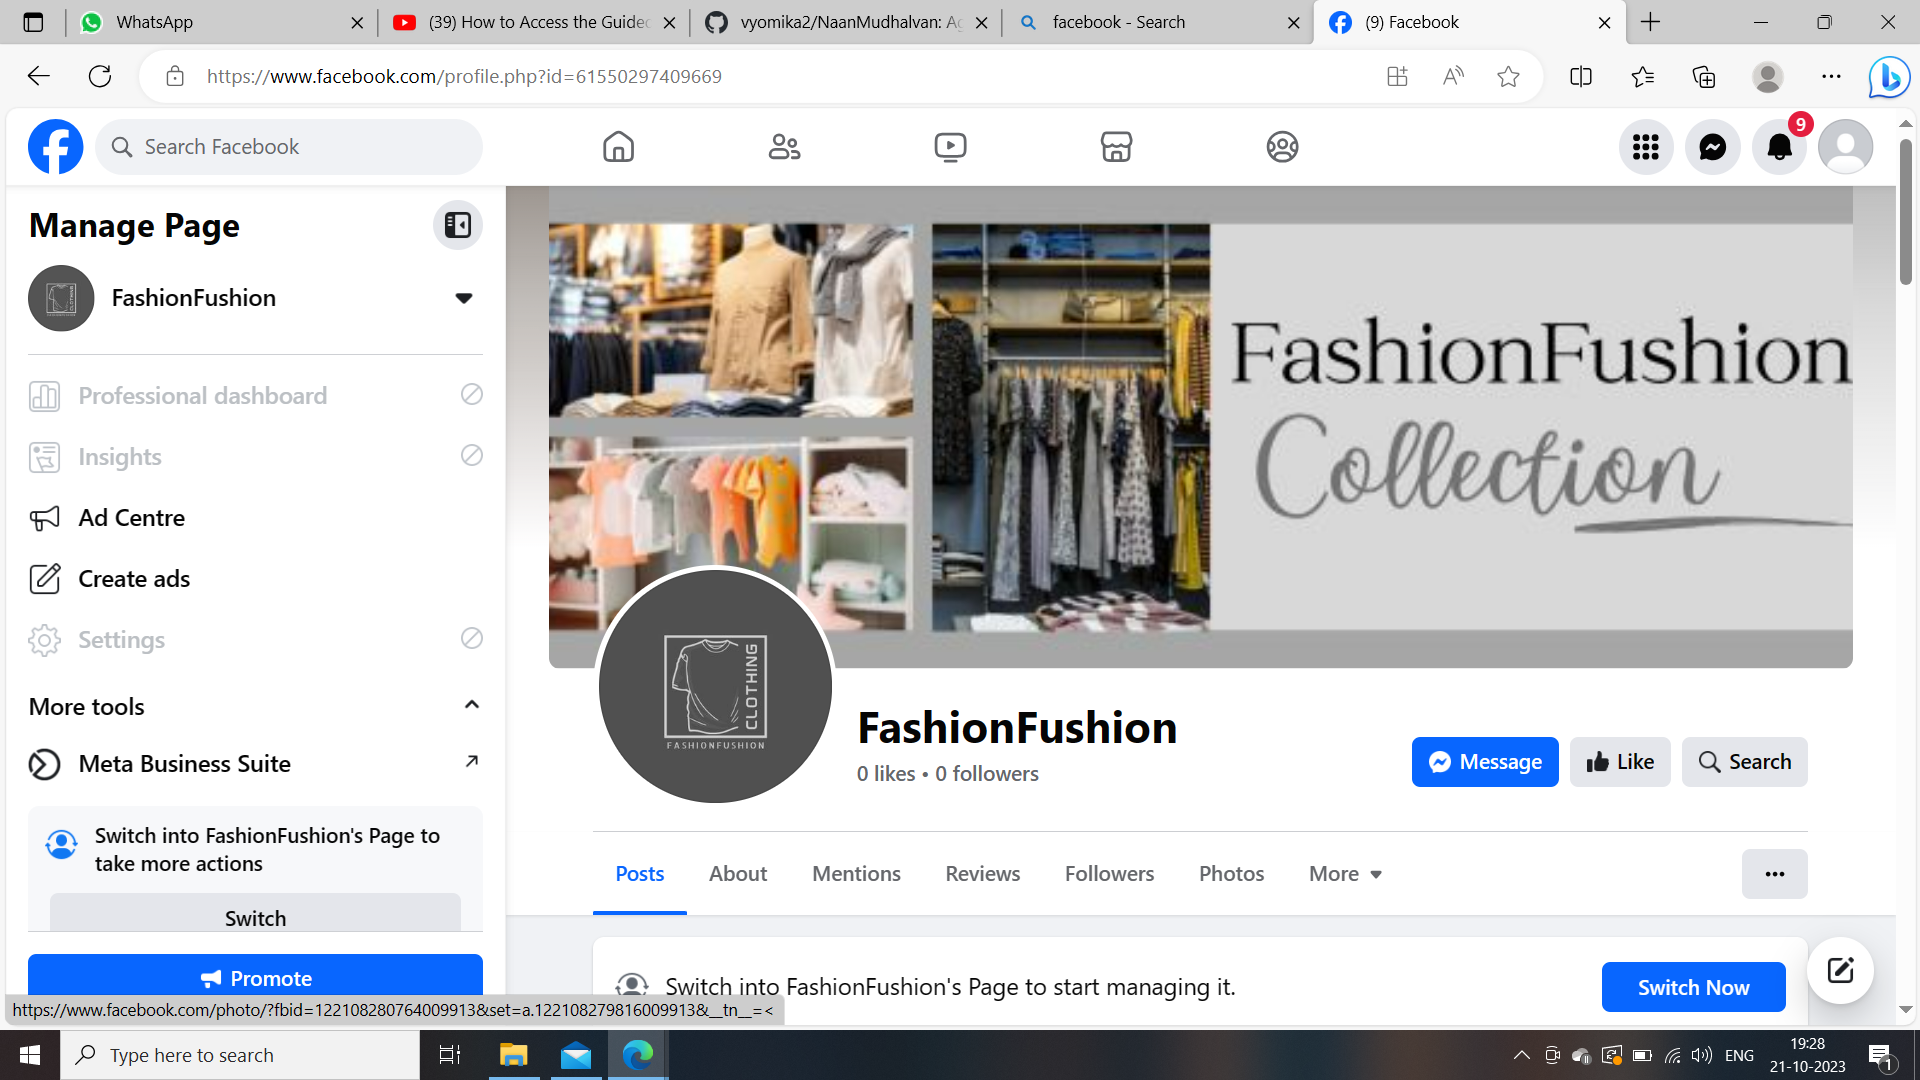 WhatsApp
(39) How to Access the Guided
vyomika2/NaanMudhalvan: Ag
facebook - Search
(9) Facebook
https://www.facebook.com/profile.php?id=61550297409669
Search Facebook
9
Manage Page
FashionFushion
Professional dashboard
Insights
Ad Centre
Create ads
Settings
More tools
Meta Business Suite
Switch into FashionFushion's Page to
take more actions
Switch
Promote
https://www.facebook.com/photo/?fbid=122108280764009913&set=a.122108279816009913&__tn__=<
FashionFushion
Collection
CLOTHING
FASHIONFUSHION
FashionFushion
0 likes • 0 followers
Message
Like
Search
Posts
About
Mentions
Reviews
Followers
Photos
More
Switch into FashionFushion's Page to start managing it.
Switch Now
Type here to search
ENG
19:28
21-10-2023
1